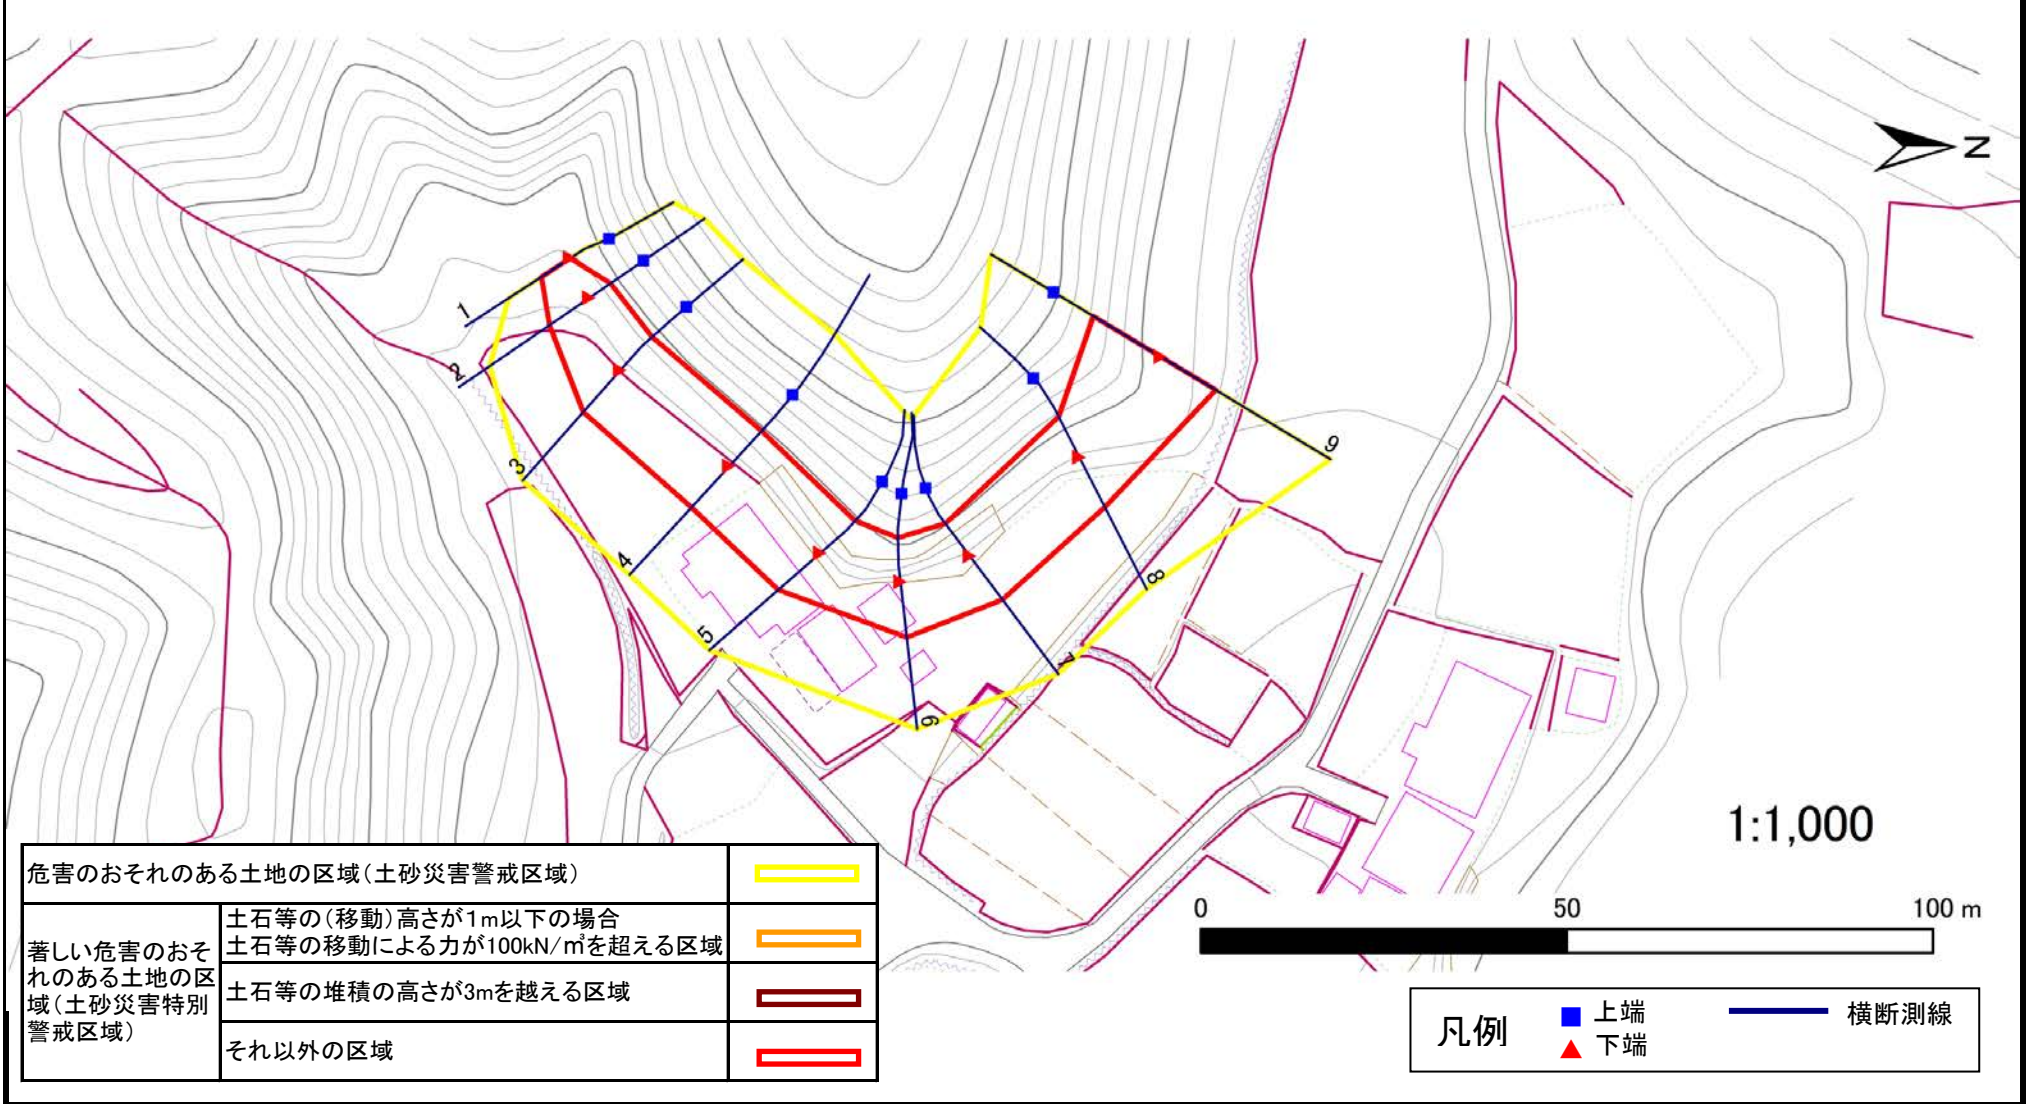 N
1
2
3
4
5
6
7
8
9
1:1,000
0 50 100 m
危害のおそれのある土地の区域(土砂災害警戒区域)
著しい危害のおそ
れのある土地の区
域(土砂災害特別
警戒区域)
土石等の(移動)高さが1m以下の場合
土石等の移動による力が100kN/㎡を超える区域
土石等の堆積の高さが3mを越える区域
それ以外の区域
凡例
上端
下端
横断測線